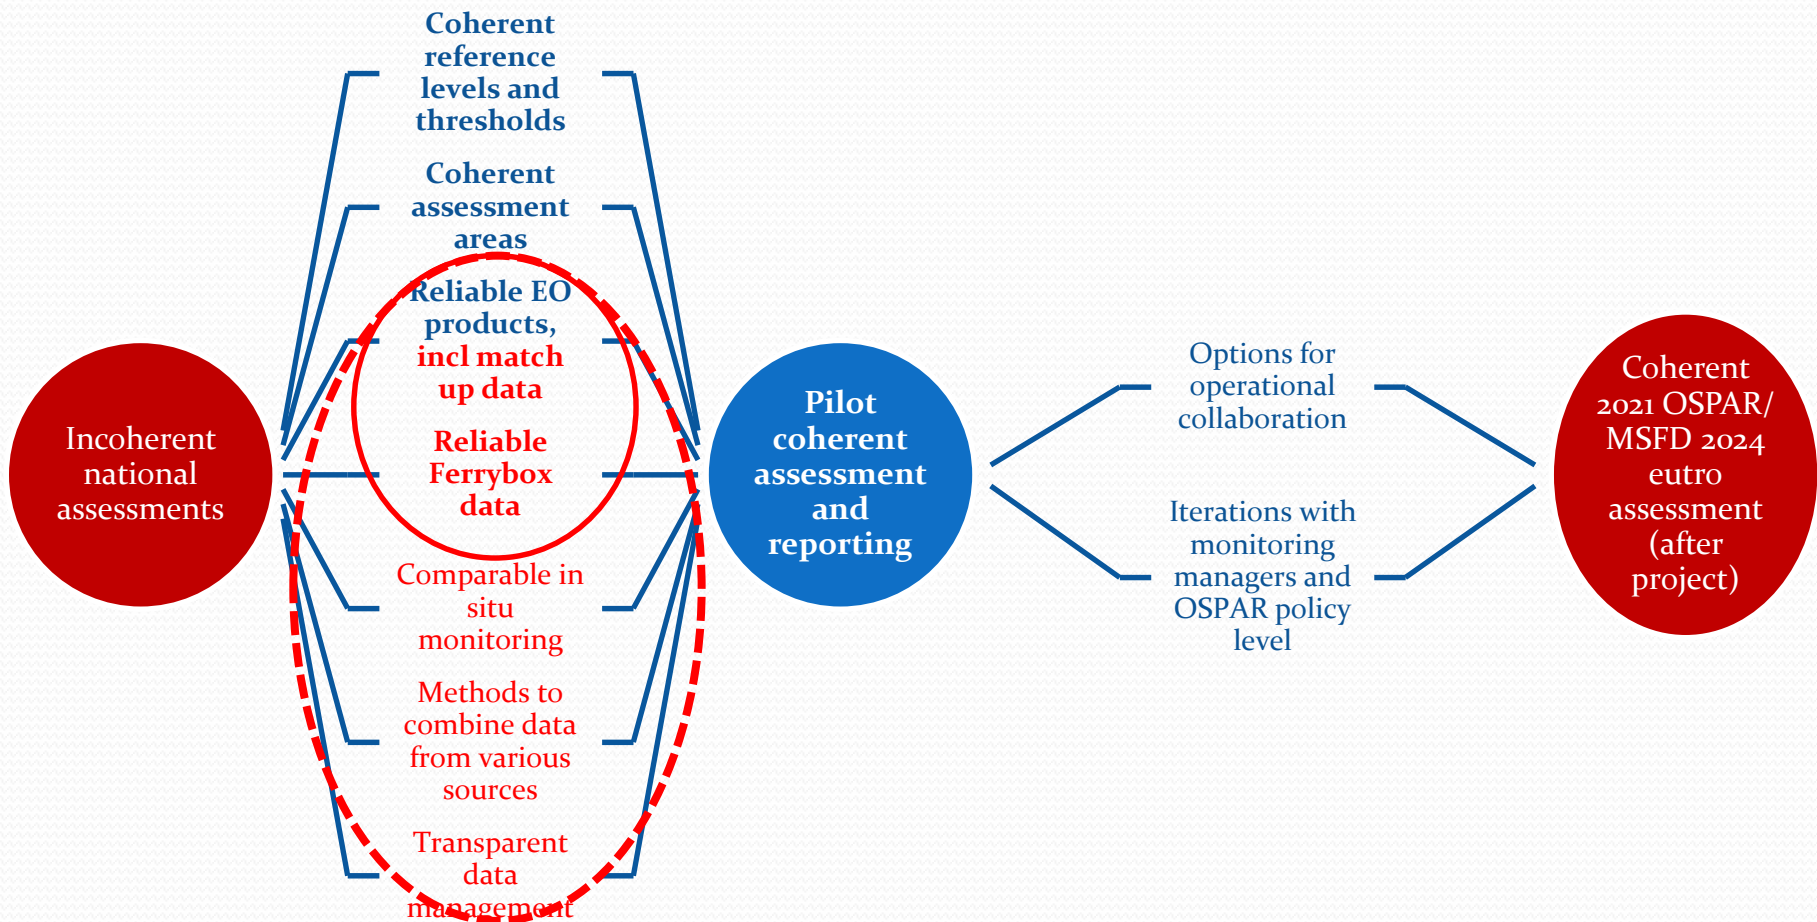 Incoherent
national
assessments
Coherent
reference
levels and
thresholds
Coherent
assessment
areas
Reliable EO
products,
incl match
up data
Reliable
Ferrybox
data
Comparable in
situ
monitoring
Methods to
combine data
from various
sources
Transparent
data
management
Pilot
coherent
assessment
and
reporting
Options for
operational
collaboration
Iterations with
monitoring
managers and
OSPAR policy
level
Coherent
2021 OSPAR/
MSFD 2024
eutro
assessment
(after
project)